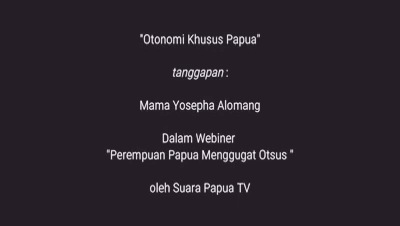 "Otonomi Khusus Papua"
tanggapan :
Mama Yosepha Alomang
Dalam Webiner
"Perempuan Papua Menggugat Otsus "
oleh Suara Papua TV